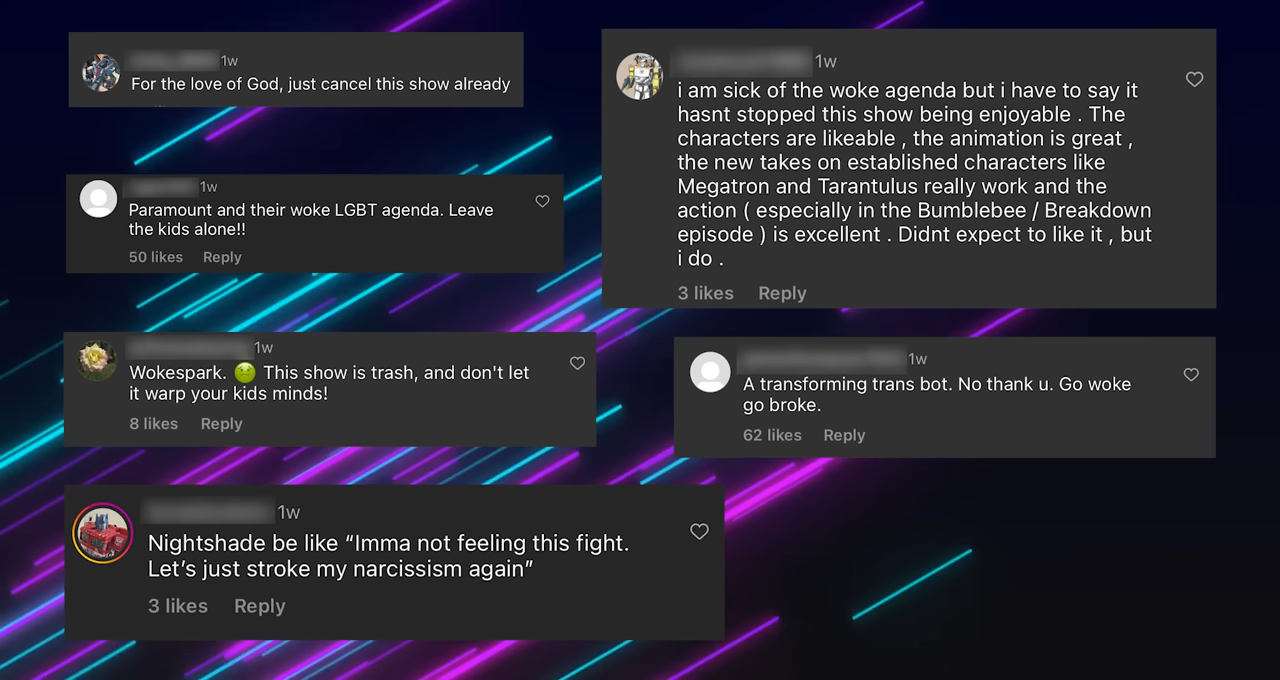 1w
For the love of God, just cancel this show already
1w
Paramount and their woke LGBT agenda. Leave
the kids alone!!
50 likes Reply
1w
Wokespark. 🤢 This show is trash, and don't let
it warp your kids minds!
8 likes Reply
1w
Nightshade be like “Imma not feeling this fight.
Let’s just stroke my narcissism again”
3 likes Reply
1w
i am sick of the woke agenda but i have to say it
hasnt stopped this show being enjoyable . The
characters are likeable , the animation is great ,
the new takes on established characters like
Megatron and Tarantulus really work and the
action ( especially in the Bumblebee / Breakdown
episode ) is excellent . Didnt expect to like it , but
i do .
3 likes Reply
1w
A transforming trans bot. No thank u. Go woke
go broke.
62 likes Reply